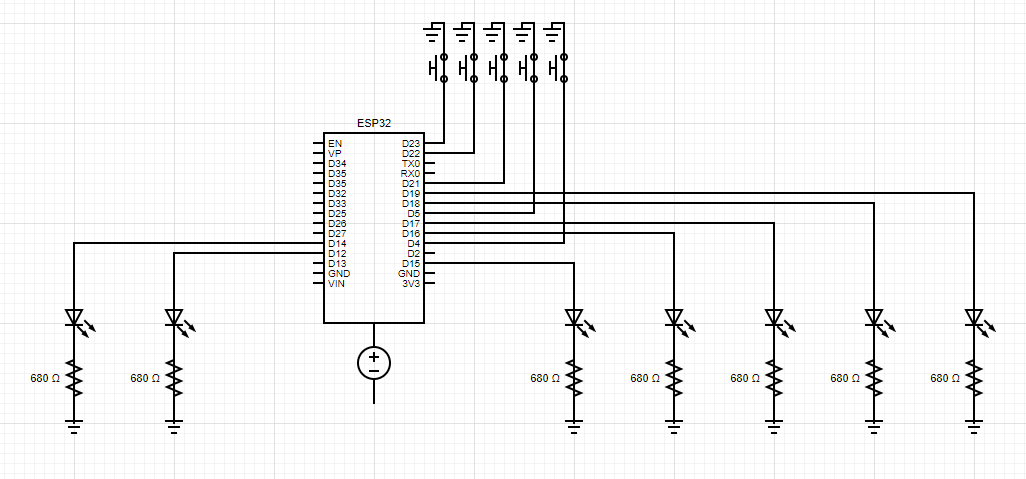 ESP32
EN D23
VP D22
D34 TX0
D35 RX0
D35 D21
D32 D19
D33 D18
D25 D5
D26 D17
D27 D16
D14 D4
D12 D2
D13 D15
GND GND
VIN 3V3
680 Ω 680 Ω 680 Ω 680 Ω 680 Ω 680 Ω 680 Ω